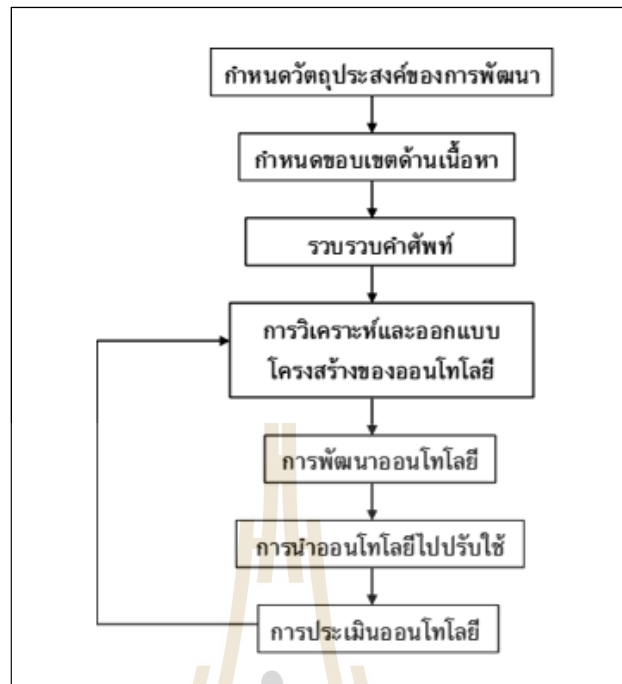 กำหนดวัตถุประสงค์ของการพัฒนา
กำหนดขอบเขตด้านเนื้อหา
รวบรวบคำศัพท์
การวิเคราะห์และออกแบบ
โครงสร้างของออนโทโลยี
การพัฒนาออนโทโลยี
การนำออนโทโลยีไปปรับใช้
การประเมินออนโทโลยี